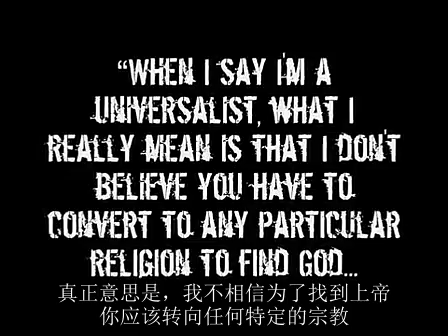 “WHEN I SAY I'M A
UNIVERSALIST, WHAT I
REALLY MEAN IS THAT I DON'T
BELIEVE YOU HAVE TO
CONVERT TO ANY PARTICULAR
RELIGION TO FIND GOD...
真正意思是，我不相信为了找到上帝
你应该转向任何特定的宗教